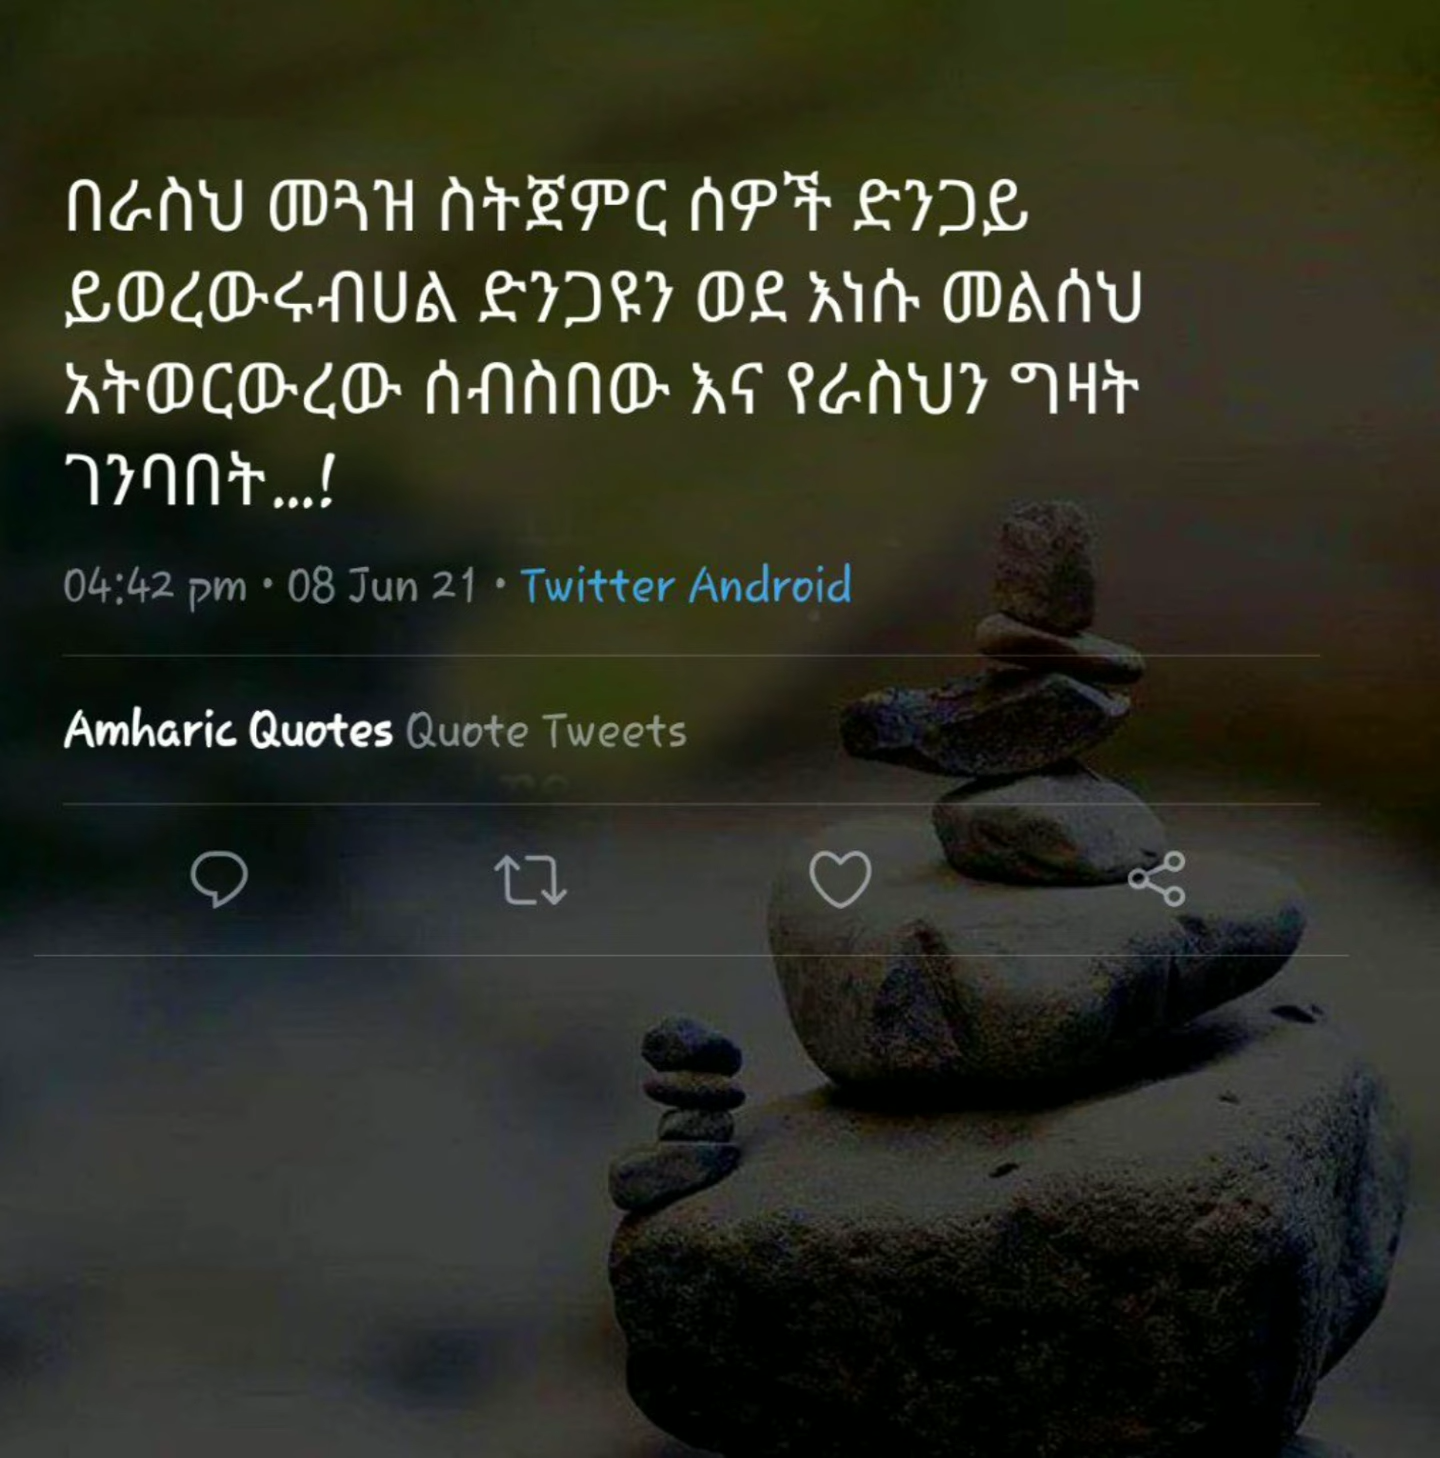 በራስህ መጓዝ ስትጀምር ሰዎች ድንጋይ
ይወረውሩብሀል ድንጋዩን ወደ እነሱ መልሰህ
አትወርውረው ሰብስበው እና የራስህን ግዛት
ገንባበት...!
04:42 pm • 08 Jun 21 • Twitter Android
Amharic Quotes Quote Tweets